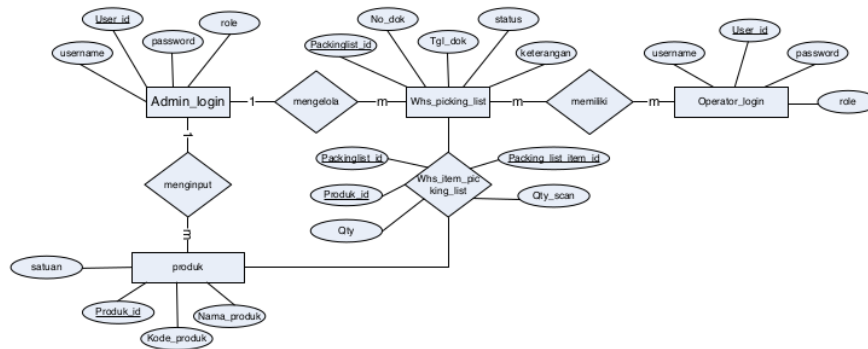 No_dok
status
User_id
role
password
Tgl_dok
User_id
Packinglist_id
username
keterangan
username
password
Admin_login
1
mengelola
m
Whs_picking_list
m
memiliki
m
Operator_login
role
1
Packinglist_id
Packing_list_item_id
menginput
Whs_item_pic
king_list
Produk_id
Qty_scan
Qty
m
satuan
produk
Produk_id
Nama_produk
Kode_produk